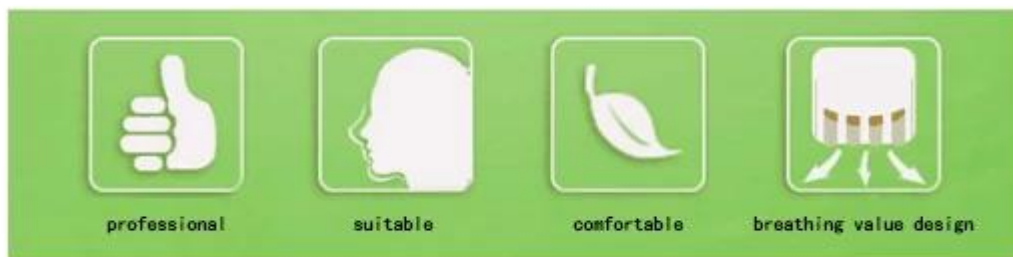 professional
suitable
comfortable
breathing value design